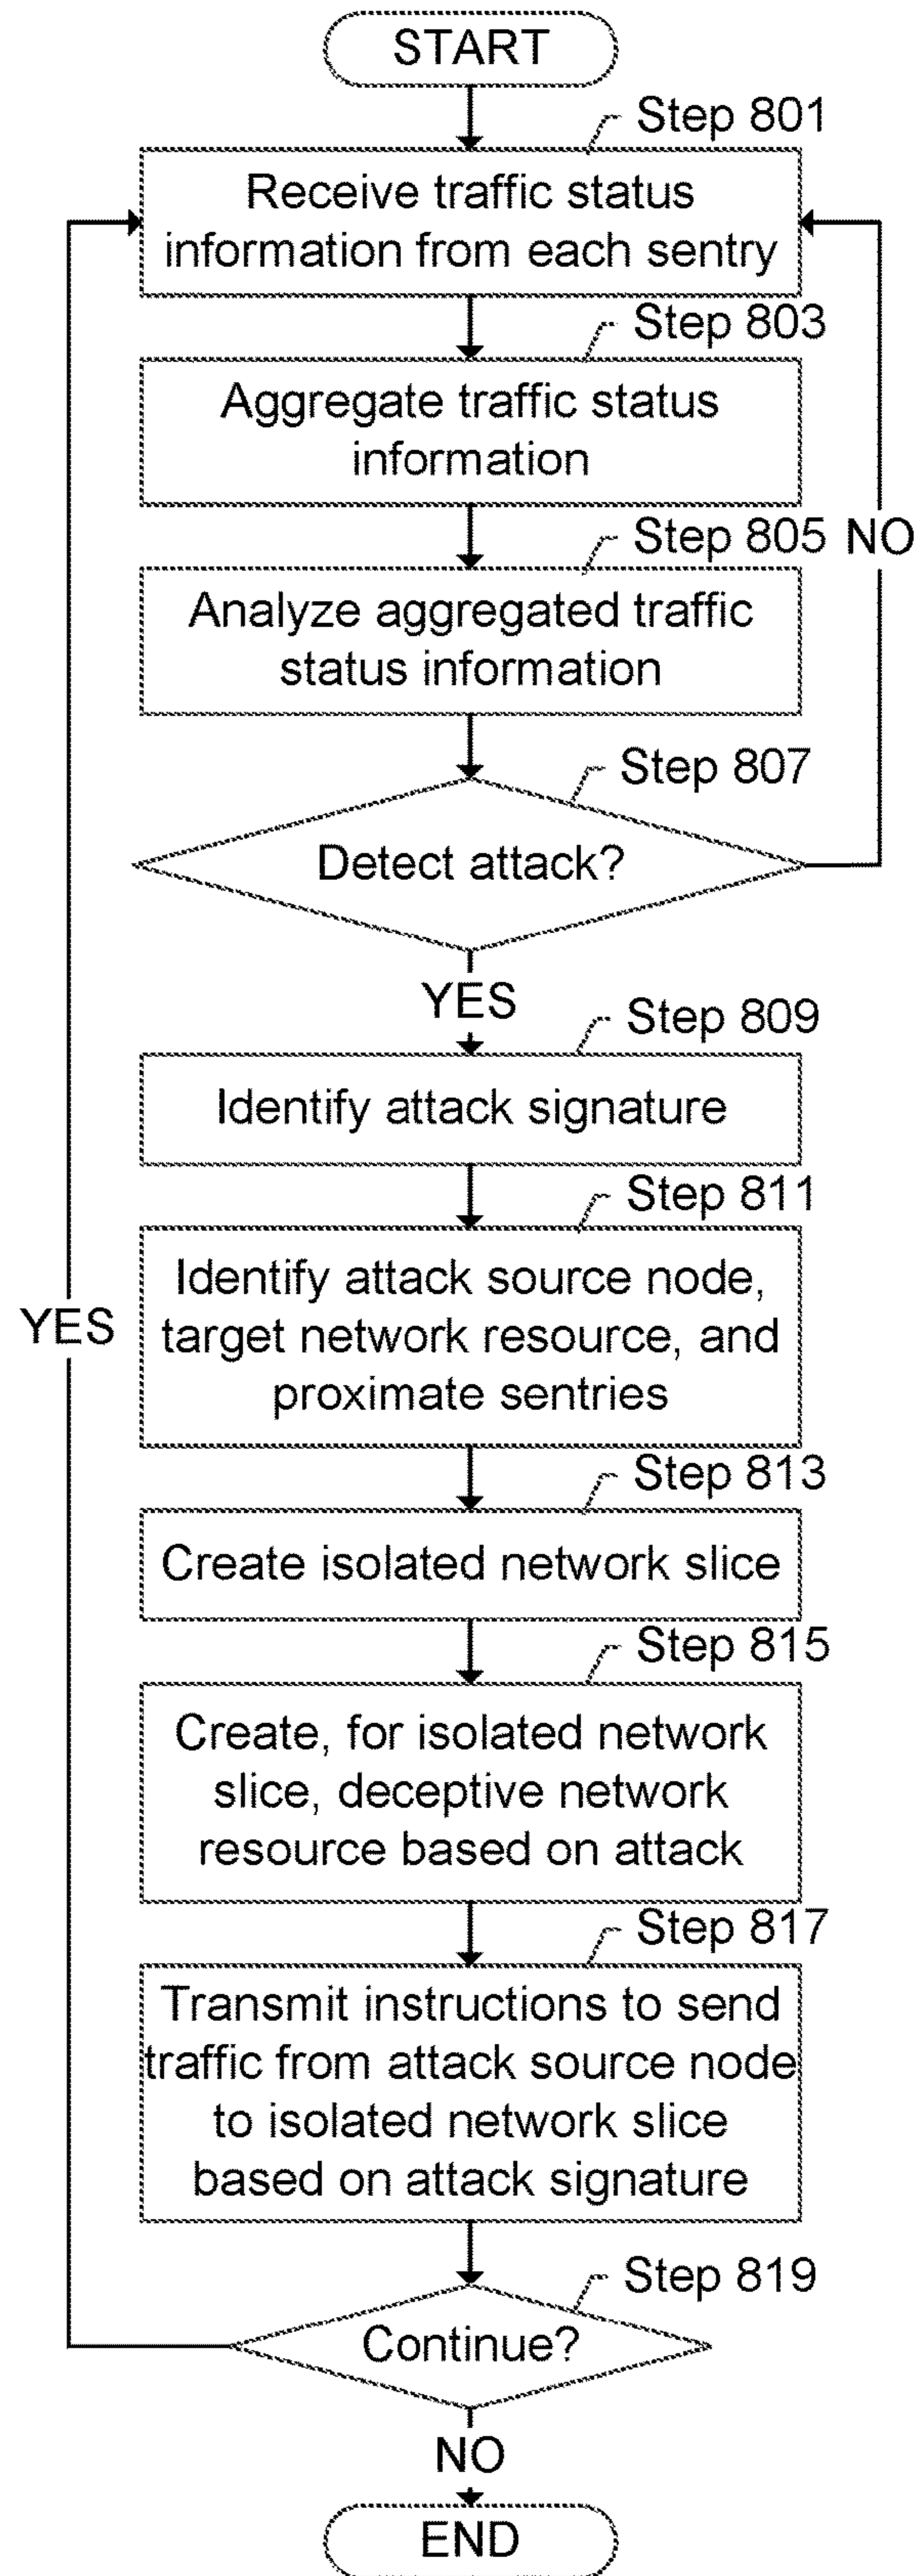 START
Step 801
Receive traffic status
information from each sentry
Step 803
Aggregate traffic status
information
Step 805
NO
Analyze aggregated traffic
status information
Step 807
Detect attack?
YES
Step 809
Identify attack signature
Step 811
Identify attack source node,
target network resource, and
proximate sentries
YES
Step 813
Create isolated network slice
Step 815
Create, for isolated network
slice, deceptive network
resource based on attack
Step 817
Transmit instructions to send
traffic from attack source node
to isolated network slice
based on attack signature
Step 819
Continue?
NO
END